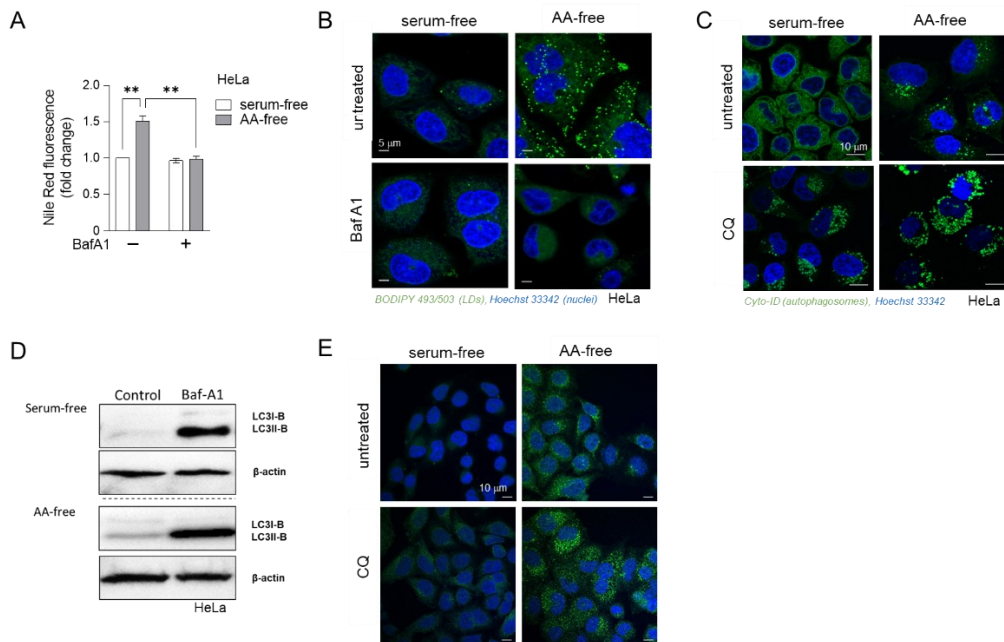 A
HeLa
serum-free
AA-free
** **
Nile Red fluorescence
(fold change)
2.0
1.5
1.0
0.5
0
BafA1 − +
B
serum-free AA-free
untreated
5 μm
Baf A1
BODIPY 493/503 (LDs), Hoechst 33342 (nuclei) HeLa
C
serum-free AA-free
untreated
10 μm
CQ
Cyto-ID (autophagosomes), Hoechst 33342 HeLa
D
Control Baf-A1
Serum-free
LC3I-B
LC3II-B
β-actin
AA-free
LC3I-B
LC3II-B
β-actin
HeLa
E
serum-free AA-free
untreated
10 μm
CQ